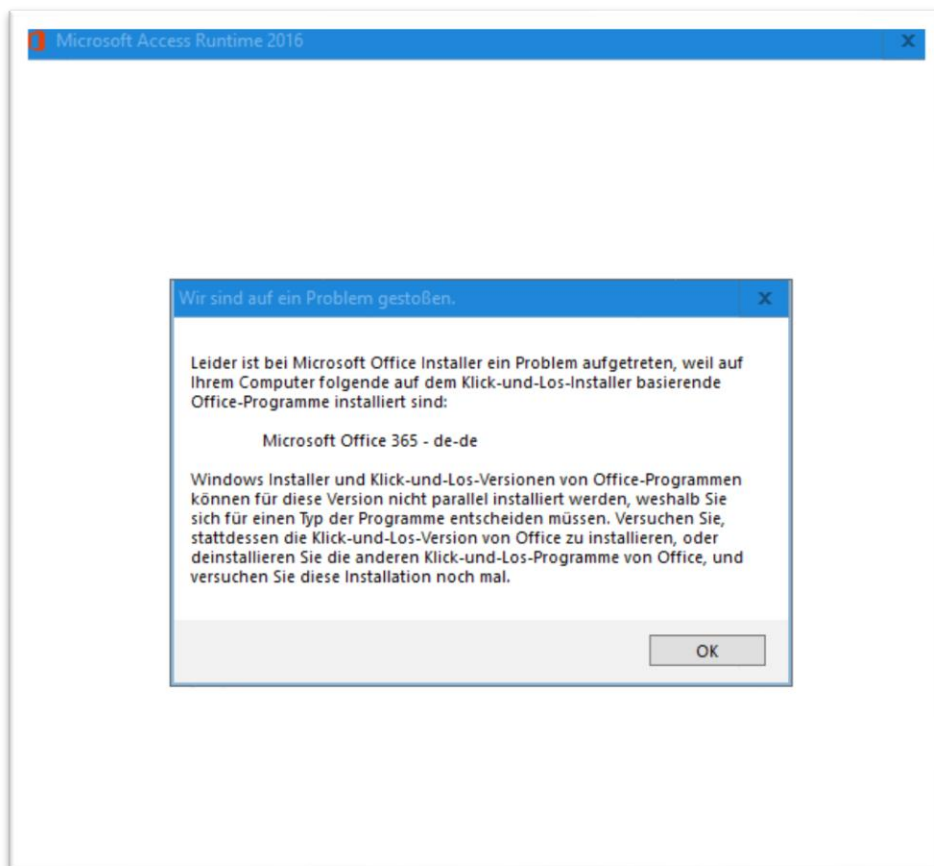 Microsoft Access Runtime 2016
Wir sind auf ein Problem gestoßen.
Leider ist bei Microsoft Office Installer ein Problem aufgetreten, weil auf
Ihrem Computer folgende auf dem Klick-und-Los-Installer basierende
Office-Programme installiert sind:
Microsoft Office 365 - de-de
Windows Installer und Klick-und-Los-Versionen von Office-Programmen
können für diese Version nicht parallel installiert werden, weshalb Sie
sich für einen Typ der Programme entscheiden müssen. Versuchen Sie,
stattdessen die Klick-und-Los-Version von Office zu installieren, oder
deinstallieren Sie die anderen Klick-und-Los-Programme von Office, und
versuchen Sie diese Installation noch mal.
OK